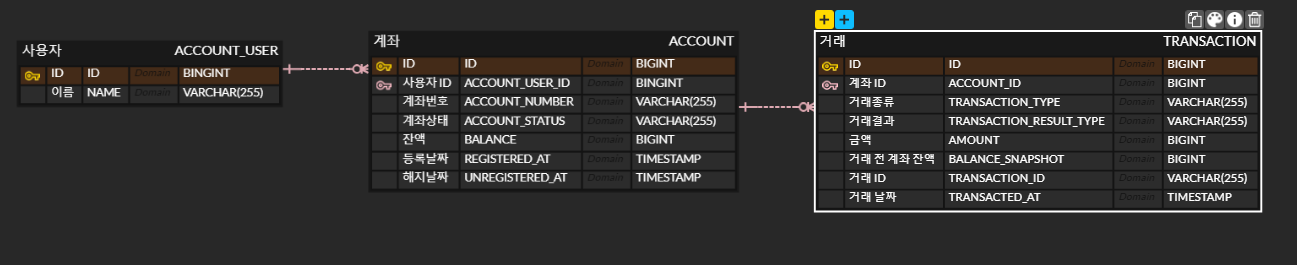 사용자 ACCOUNT_USER
ID ID Domain BINGINT
이름 NAME Domain VARCHAR(255)
계좌 ACCOUNT
ID ID Domain BIGINT
사용자 ID ACCOUNT_USER_ID Domain BINGINT
계좌번호 ACCOUNT_NUMBER Domain VARCHAR(255)
계좌상태 ACCOUNT_STATUS Domain VARCHAR(255)
잔액 BALANCE Domain BIGINT
등록날짜 REGISTERED_AT Domain TIMESTAMP
해지날짜 UNREGISTERED_AT Domain TIMESTAMP
거래 TRANSACTION
ID ID Domain BIGINT
계좌 ID ACCOUNT_ID Domain BIGINT
거래종류 TRANSACTION_TYPE Domain VARCHAR(255)
거래결과 TRANSACTION_RESULT_TYPE Domain VARCHAR(255)
금액 AMOUNT Domain BIGINT
거래 전 계좌 잔액 BALANCE_SNAPSHOT Domain BIGINT
거래 ID TRANSACTION_ID Domain VARCHAR(255)
거래 날짜 TRANSACTED_AT Domain TIMESTAMP